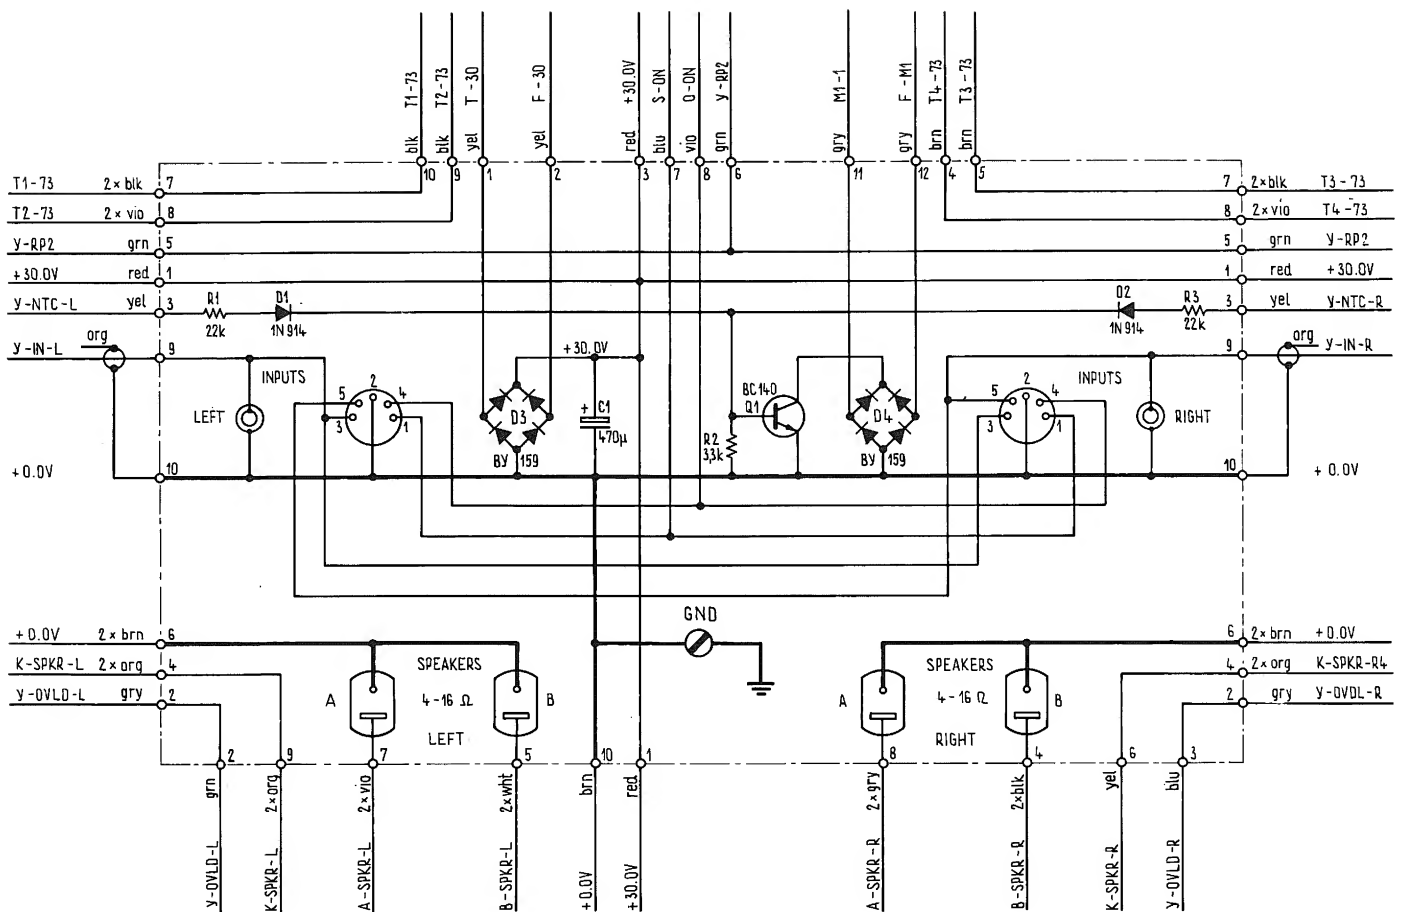 T1-73
T2-73
T-30
F-30
+30.0V
S-ON
O-ON
Y-RP2
M1-1
F-M1
T4-73
T3-73
blk
blk
yel
yel
red
blu
vio
grn
gry
gry
brn
brn
10
9
1
2
3
7
8
6
11
12
4
5
T1-73 2×blk 7
7 2×blk T3-73
T2-73 2×vio 8
8 2×vio T4-73
Y-RP2 grn 5
5 grn Y-RP2
+30.0V red 1
1 red +30.0V
Y-NTC-L yel 3
R1
22k
D1
1N914
D2
1N914
R3
22k
3 yel Y-NTC-R
org
Y-IN-L
9
9
org
Y-IN-R
INPUTS
LEFT
5
2
4
3
1
+30.0V
D3
BY 159
+
C1
470µ
BC140
Q1
R2
3,3k
D4
BY 159
5
2
4
3
1
INPUTS
RIGHT
+0.0V
10
10
+0.0V
GND
+0.0V 2×brn 6
6 2×brn +0.0V
K-SPKR-L 2×org 4
4 2×org K-SPKR-R4
Y-OVLD-L gry 2
2 gry Y-OVDL-R
A
SPEAKERS
4-16 Ω
LEFT
B
A
SPEAKERS
4-16 Ω
RIGHT
B
2
9
7
5
10
1
8
4
6
3
grn
2×org
2×vio
2×wht
brn
red
2×gry
2×blk
yel
blu
Y-OVLD-L
K-SPKR-L
A-SPKR-L
B-SPKR-L
+0.0V
+30.0V
A-SPKR-R
B-SPKR-R
K-SPKR-R
Y-OVLD-R